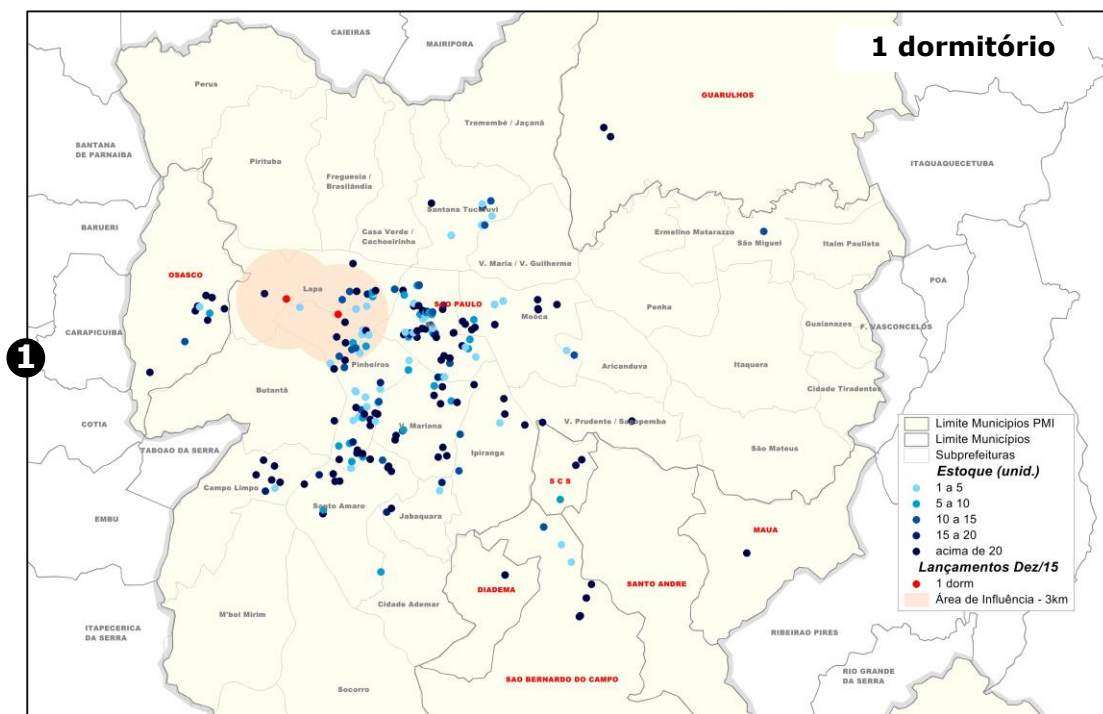 1 dormitório
CAIEIRAS
MAIRIPORA
Perus
GUARULHOS
Tremembé / Jaçanã
SANTANA
DE PARNAIBA
Pirituba
Freguesia /
Brasilândia
ITAQUAQUECETUBA
Santana Tucuruvi
BARUERI
Casa Verde /
Cachoeirinha
Ermelino Matarazzo
São Miguel
Itaim Paulista
V. Maria / V. Guilherme
OSASCO
POA
Lapa
SAO PAULO
Penha
Moóca
Guaianazes
F. VASCONCELOS
CARAPICUIBA
1
Pinheiros
Aricanduva
Itaquera
Butantã
Cidade Tiradentes
COTIA
V. Mariana
V. Prudente / Sapopemba
TABOAO DA SERRA
Ipiranga
São Mateus
Campo Limpo
S C S
Santo Amaro
Jabaquara
EMBU
MAUA
DIADEMA
SANTO ANDRE
Cidade Ademar
M'boi Mirim
ITAPECERICA
DA SERRA
RIBEIRAO PIRES
SAO BERNARDO DO CAMPO
RIO GRANDE
DA SERRA
Socorro
Limite Municípios PMI
Limite Municípios
Subprefeituras
Estoque (unid.)
1 a 5
5 a 10
10 a 15
15 a 20
acima de 20
Lançamentos Dez/15
1 dorm
Área de Influência - 3km